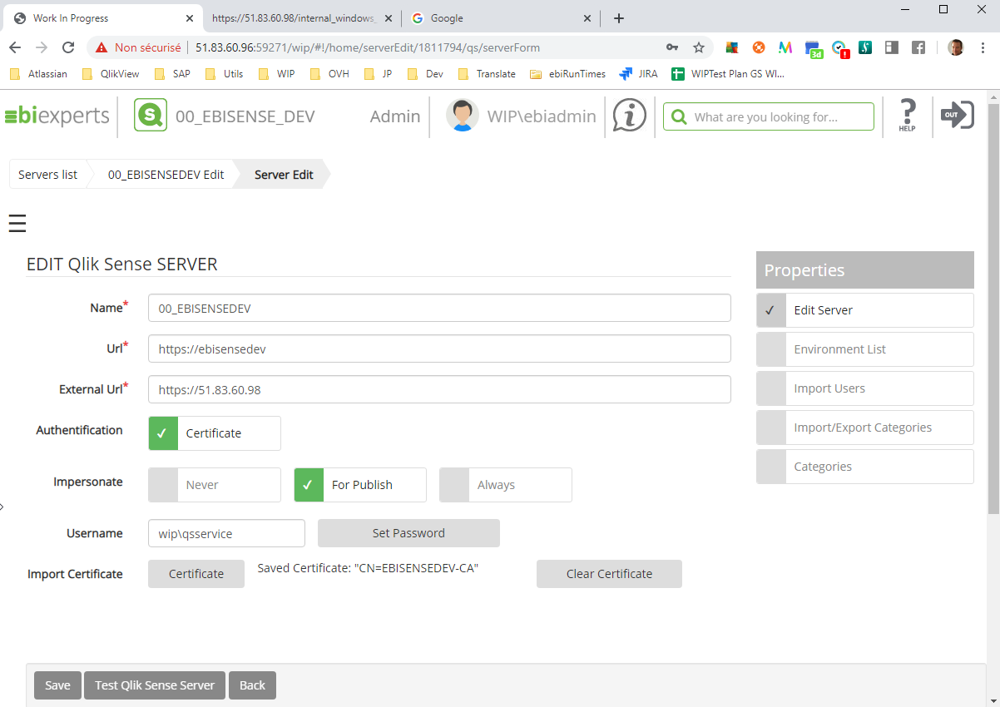 Work In Progress
https://51.83.60.98/internal_windows_
Google
Non sécurisé
51.83.60.96:59271/wip/#!/home/serverEdit/1811794/qs/serverForm
3d
Atlassian
QlikView
SAP
Utils
WIP
OVH
JP
Dev
Translate
ebiRunTimes
JIRA
WIPTest Plan GS WI...
ebiexperts
00_EBISENSE_DEV
Admin
WIP\ebiadmin
What are you looking for...
HELP
OUT
Servers list
00_EBISENSEDEV Edit
Server Edit
EDIT Qlik Sense SERVER
Name* 00_EBISENSEDEV
Url* https://ebisensedev
External Url* https://51.83.60.98
Authentification Certificate
Impersonate Never For Publish Always
Username wip\qsservice Set Password
Import Certificate Certificate Saved Certificate: "CN=EBISENSEDEV-CA" Clear Certificate
Properties
Edit Server
Environment List
Import Users
Import/Export Categories
Categories
Save Test Qlik Sense Server Back